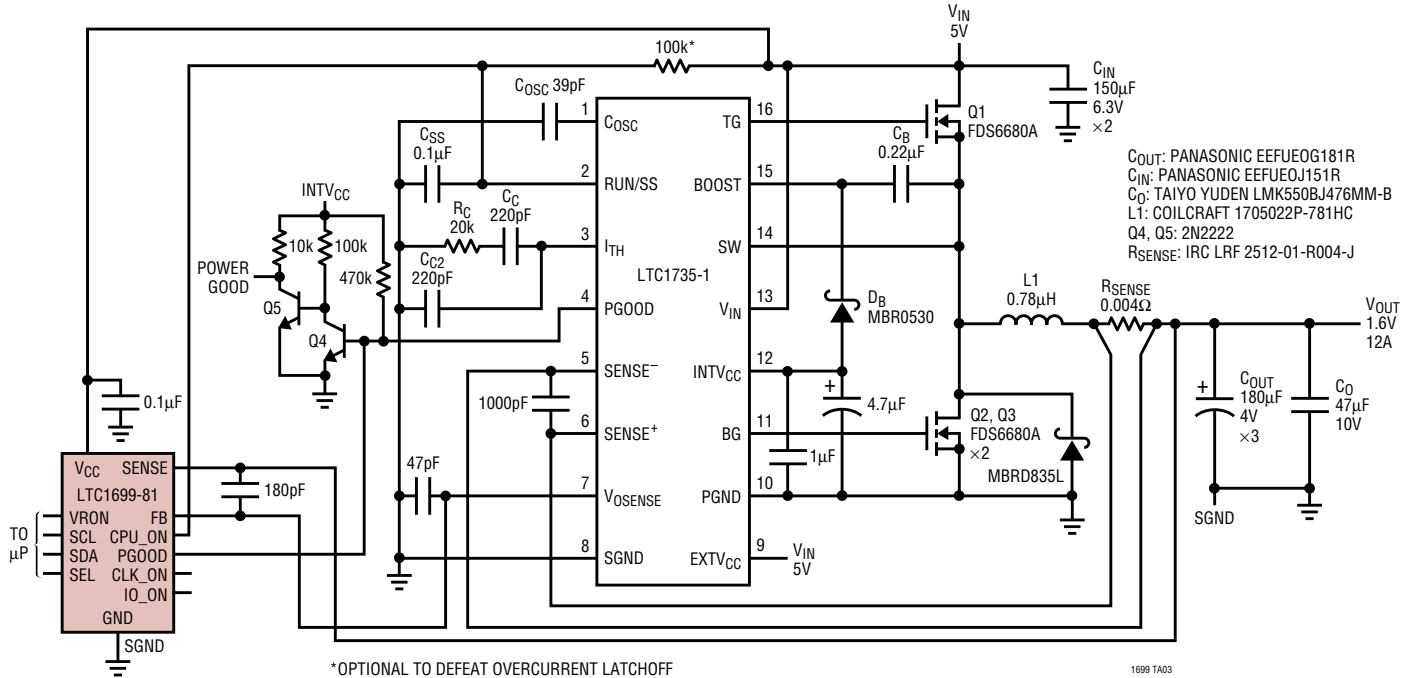 VIN
5V
100k*
CIN
150µF
6.3V
×2
COSC 39pF
1
COSC
TG
16
Q1
FDS6680A
CSS
0.1µF
2
RUN/SS
BOOST
15
CB
0.22µF
COUT: PANASONIC EEFUEOG181R
CIN: PANASONIC EEFUEOJ151R
CO: TAIYO YUDEN LMK550BJ476MM-B
L1: COILCRAFT 1705022P-781HC
Q4, Q5: 2N2222
RSENSE: IRC LRF 2512-01-R004-J
INTVCC
10k
100k
470k
POWER
GOOD
Q5
Q4
RC
20k
CC
220pF
3
ITH
SW
14
CC2
220pF
LTC1735-1
4
PGOOD
VIN
13
DB
MBR0530
L1
0.78µH
RSENSE
0.004Ω
VOUT
1.6V
12A
5
SENSE–
INTVCC
12
1000pF
6
SENSE+
BG
11
+
4.7µF
1µF
Q2, Q3
FDS6680A
×2
MBRD835L
+
COUT
180µF
4V
×3
CO
47µF
10V
SGND
0.1µF
47pF
7
VOSENSE
PGND
10
8
SGND
EXTVCC
9
VIN
5V
VCC SENSE
LTC1699-81
180pF
VRON FB
SCL CPU_ON
SDA PGOOD
SEL CLK_ON
IO_ON
GND
TO
µP
SGND
*OPTIONAL TO DEFEAT OVERCURRENT LATCHOFF
1699 TA03